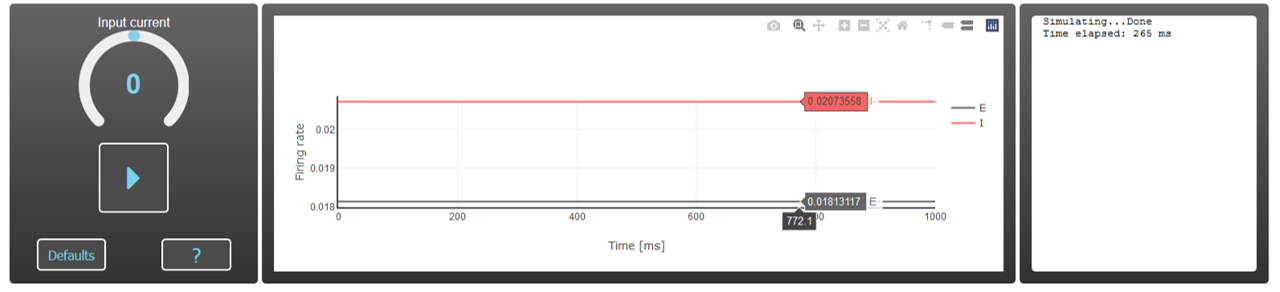 Input current
0
Defaults
?
Firing rate
0.02
0.019
0.018
0.02073558
I
0.01813117
E
772.1
0
200
400
600
00
1000
Time [ms]
E
I
Simulating...Done
Time elapsed: 265 ms